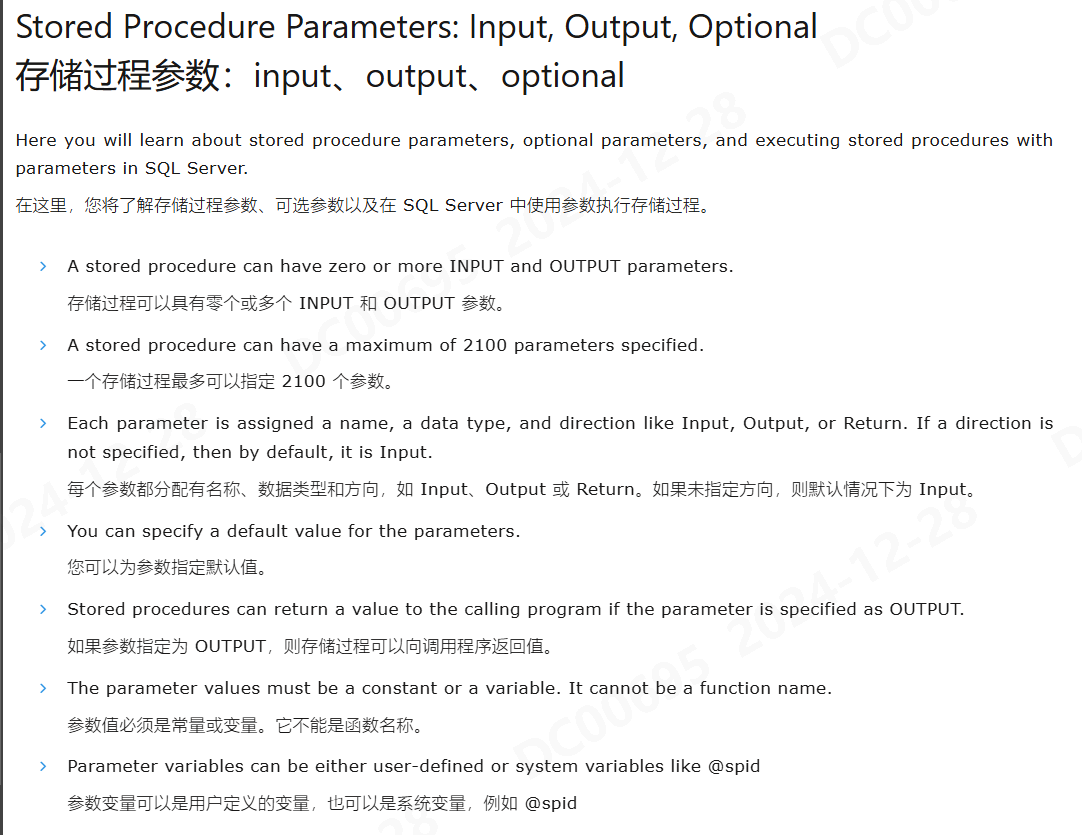 Stored Procedure Parameters: Input, Output, Optional
存储过程参数：input、output、optional
Here you will learn about stored procedure parameters, optional parameters, and executing stored procedures with
parameters in SQL Server.
在这里，您将了解存储过程参数、可选参数以及在 SQL Server 中使用参数执行存储过程。
A stored procedure can have zero or more INPUT and OUTPUT parameters.
存储过程可以具有零个或多个 INPUT 和 OUTPUT 参数。
A stored procedure can have a maximum of 2100 parameters specified.
一个存储过程最多可以指定 2100 个参数。
Each parameter is assigned a name, a data type, and direction like Input, Output, or Return. If a direction is
not specified, then by default, it is Input.
每个参数都分配有名称、数据类型和方向，如 Input、Output 或 Return。如果未指定方向，则默认情况下为 Input。
You can specify a default value for the parameters.
您可以为参数指定默认值。
Stored procedures can return a value to the calling program if the parameter is specified as OUTPUT.
如果参数指定为 OUTPUT，则存储过程可以向调用程序返回值。
The parameter values must be a constant or a variable. It cannot be a function name.
参数值必须是常量或变量。它不能是函数名称。
Parameter variables can be either user-defined or system variables like @spid
参数变量可以是用户定义的变量，也可以是系统变量，例如 @spid
DC00695 2024-12-28
DC00695 2024-12-28